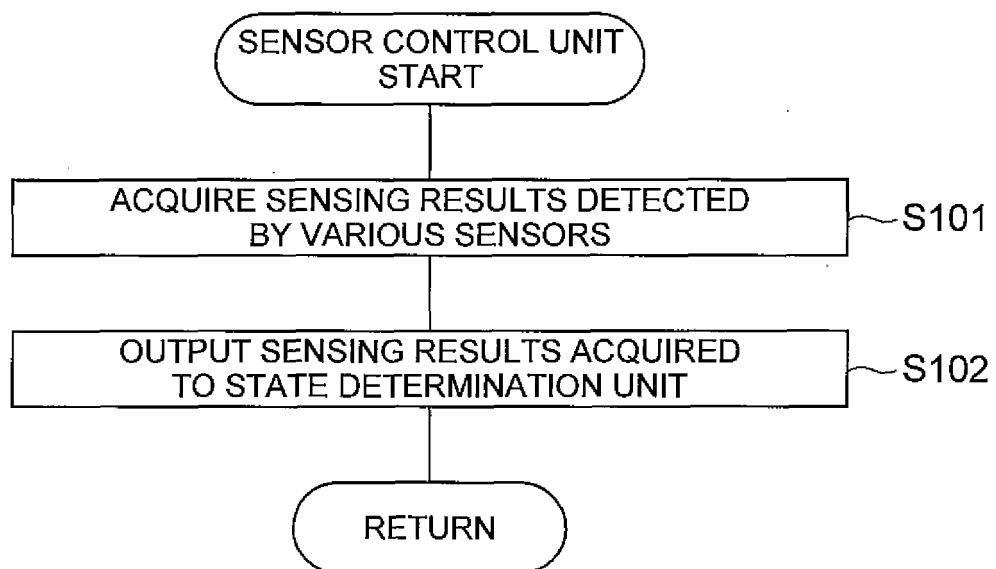 SENSOR CONTROL UNIT
START
ACQUIRE SENSING RESULTS DETECTED
BY VARIOUS SENSORS
S101
OUTPUT SENSING RESULTS ACQUIRED
TO STATE DETERMINATION UNIT
S102
RETURN